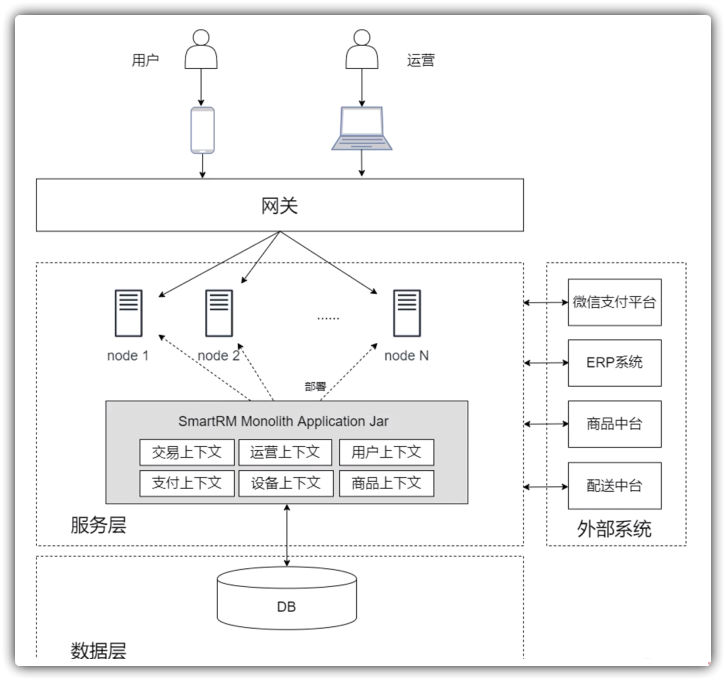 用户
运营
网关
node 1
node 2
......
node N
部署
SmartRM Monolith Application Jar
交易上下文
运营上下文
用户上下文
支付上下文
设备上下文
商品上下文
服务层
微信支付平台
ERP系统
商品中台
配送中台
外部系统
DB
数据层